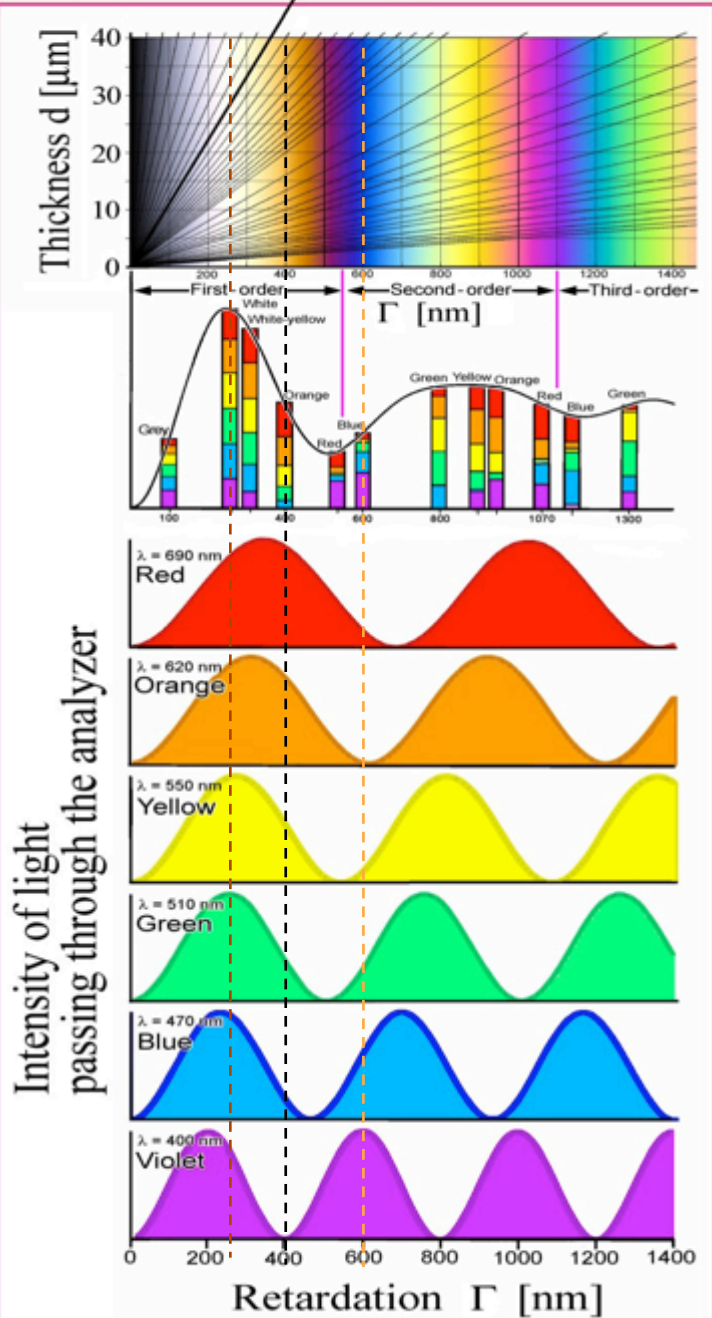 Thickness d [μm]
40
30
20
10
0
200
400
600
800
1000
1200
1400
First-order
Second-order
Third-order
Γ [nm]
White
White-yellow
Orange
Grey
Red
Blue
Green
Yellow
Orange
Red
Blue
Green
100
400
600
800
1070
1300
Intensity of light
passing through the analyzer
λ = 690 nm
Red
λ = 620 nm
Orange
λ = 550 nm
Yellow
λ = 510 nm
Green
λ = 470 nm
Blue
λ = 400 nm
Violet
0
200
400
600
800
1000
1200
1400
Retardation Γ [nm]